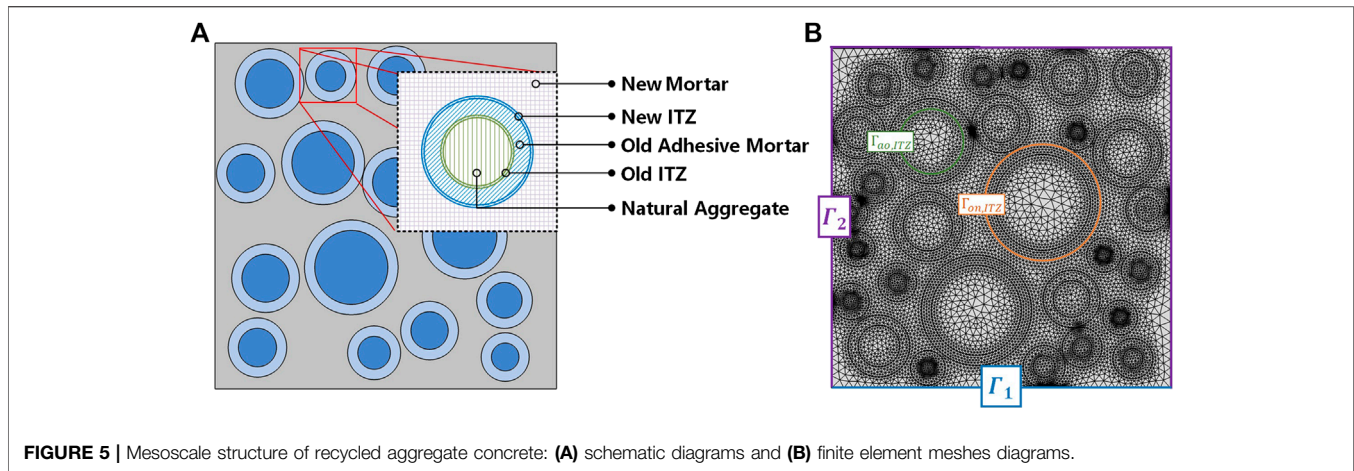 A
New Mortar
New ITZ
Old Adhesive Mortar
Old ITZ
Natural Aggregate
B
Γao,ITZ
Γon,ITZ
Γ2
Γ1
FIGURE 5 | Mesoscale structure of recycled aggregate concrete: (A) schematic diagrams and (B) finite element meshes diagrams.